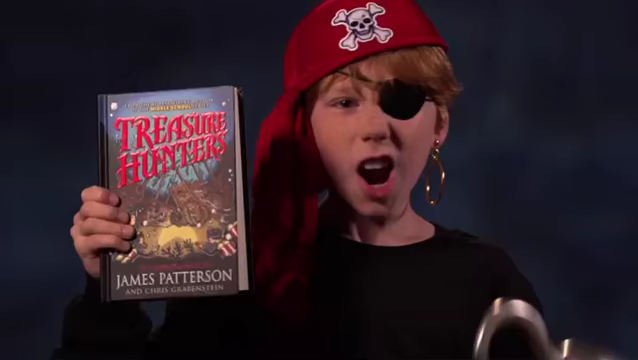 TREASURE
HUNTERS
JAMES PATTERSON
AND CHRIS GRABENSTEIN